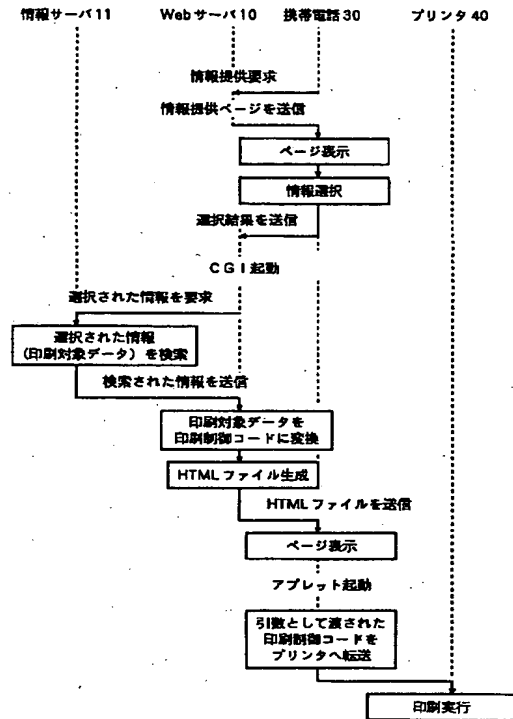 情報サーバ11 Webサーバ10 携帯電話30 プリンタ40
情報提供要求
情報提供ページを送信
ページ表示
情報選択
選択結果を送信
CGI起動
選択された情報を要求
選択された情報
(印刷対象データ)を検索
検索された情報を送信
印刷対象データを
印刷制御コードに変換
HTMLファイル生成
HTMLファイルを送信
ページ表示
アプレット起動
引数として渡された
印刷制御コードを
プリンタへ転送
印刷実行